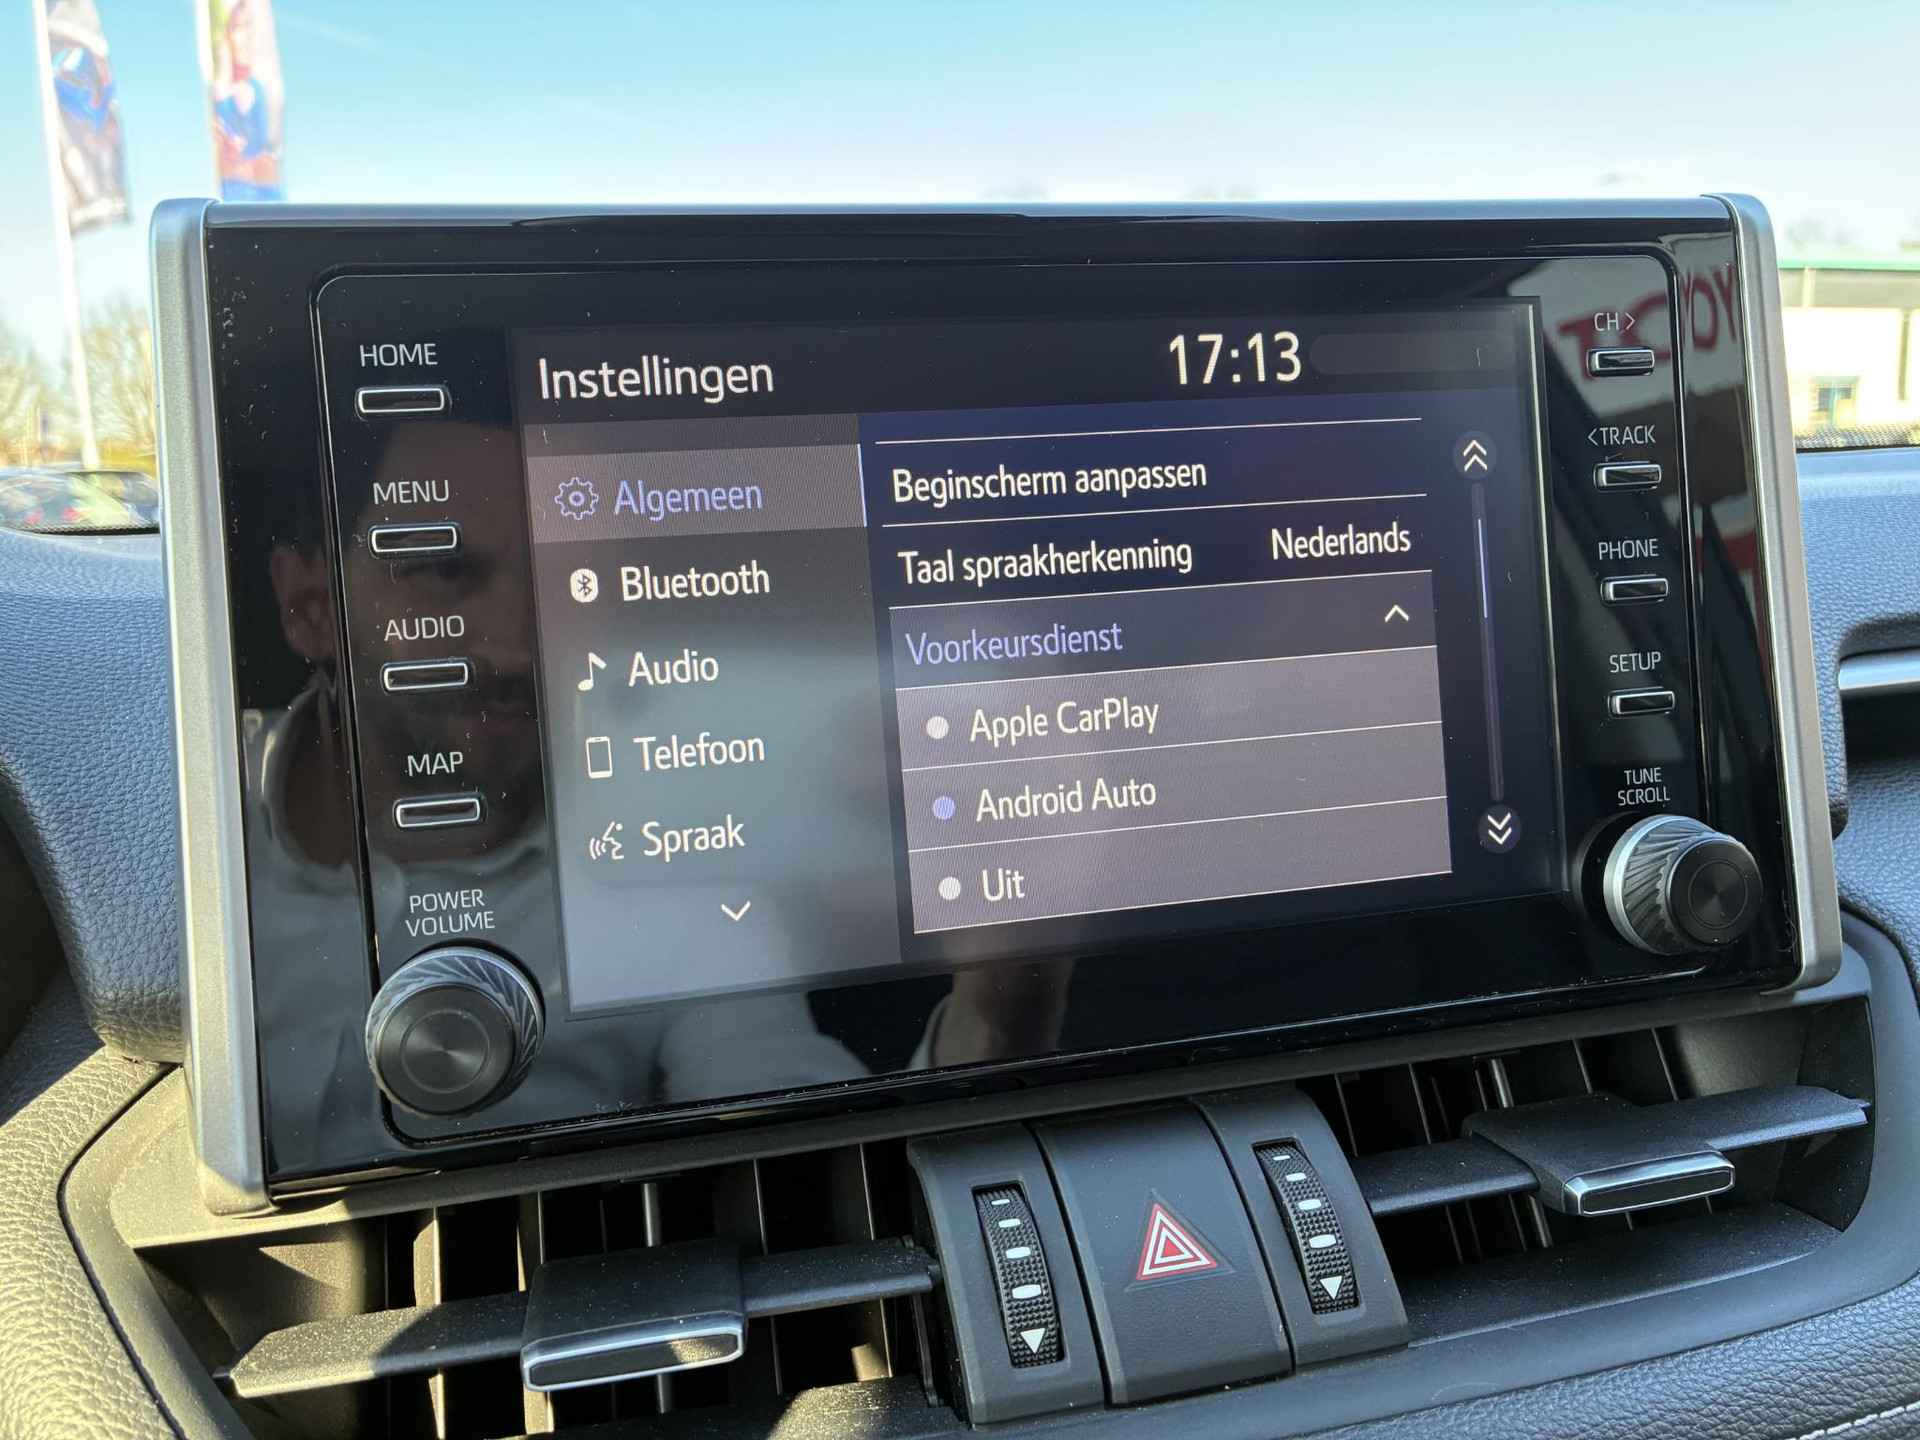 HOME
MENU
AUDIO
MAP
POWER
VOLUME
Instellingen
17:13
Algemeen
Bluetooth
Audio
Telefoon
Spraak
Beginscherm aanpassen
Taal spraakherkenning Nederlands
Voorkeursdienst
Apple CarPlay
Android Auto
Uit
CH >
< TRACK
PHONE
SETUP
TUNE
SCROLL